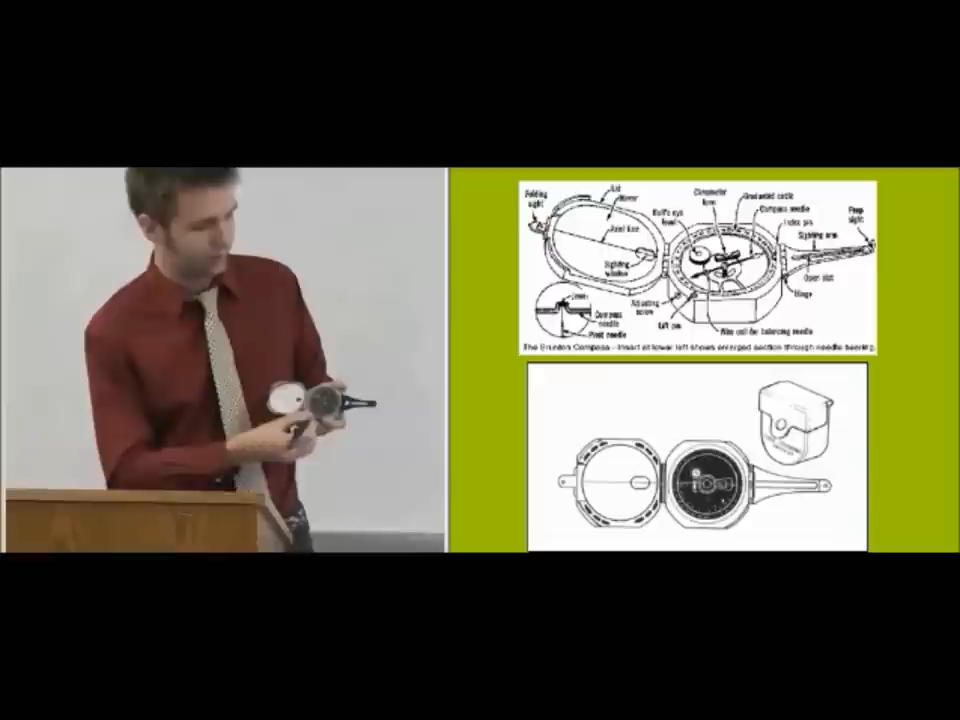 Folding sight
Lid
Mirror
Bull's eye level
Axial line
Sighting window
Clinometer level
Graduated circle
Compass needle
Index pin
Sighting arm
Peep sight
Open slot
Hinge
Adjusting screw
Lift pin
Wire coil for balancing needle
Cover
Compass needle
Pivot needle
The Brunton Compass - Insert at lower left shows enlarged section through needle bearing.